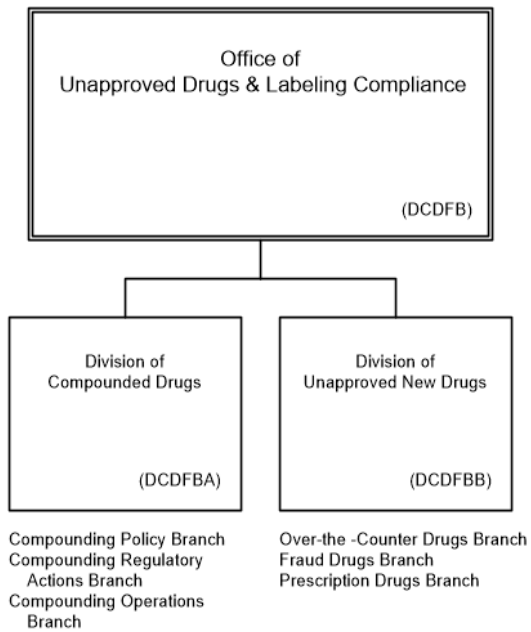 Office of
Unapproved Drugs & Labeling Compliance
(DCDFB)
Division of
Compounded Drugs
(DCDFBA)
Division of
Unapproved New Drugs
(DCDFBB)
Compounding Policy Branch
Compounding Regulatory
Actions Branch
Compounding Operations
Branch
Over-the -Counter Drugs Branch
Fraud Drugs Branch
Prescription Drugs Branch